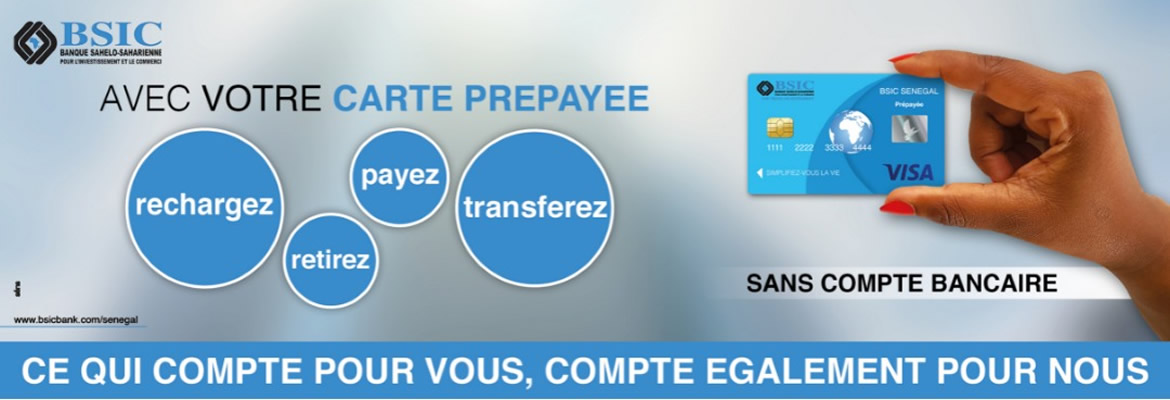 BSIC
BANQUE SAHELO-SAHARIENNE
POUR L'INVESTISSEMENT ET LE COMMERCE
AVEC VOTRE CARTE PREPAYEE
rechargez
retirez
payez
transferez
BSIC
BSIC SENEGAL
Prépayée
1111 2222 3333 4444
SIMPLIFIEZ-VOUS LA VIE
VISA
SANS COMPTE BANCAIRE
www.bsicbank.com/senegal
CE QUI COMPTE POUR VOUS, COMPTE EGALEMENT POUR NOUS